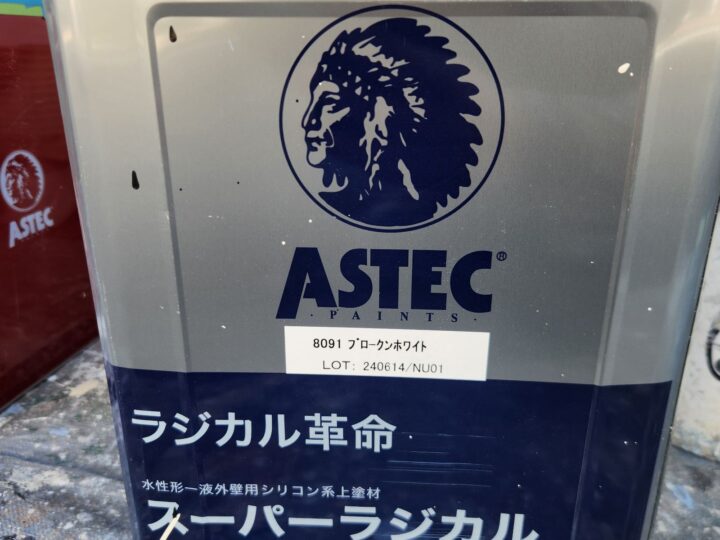 ASTEC
ASTEC®
·PAINTS·
8091 ブロークンホワイト
LOT: 240614/NU01
ラジカル革命
水性形一液外壁用シリコン系上塗材
スーパーラジカル